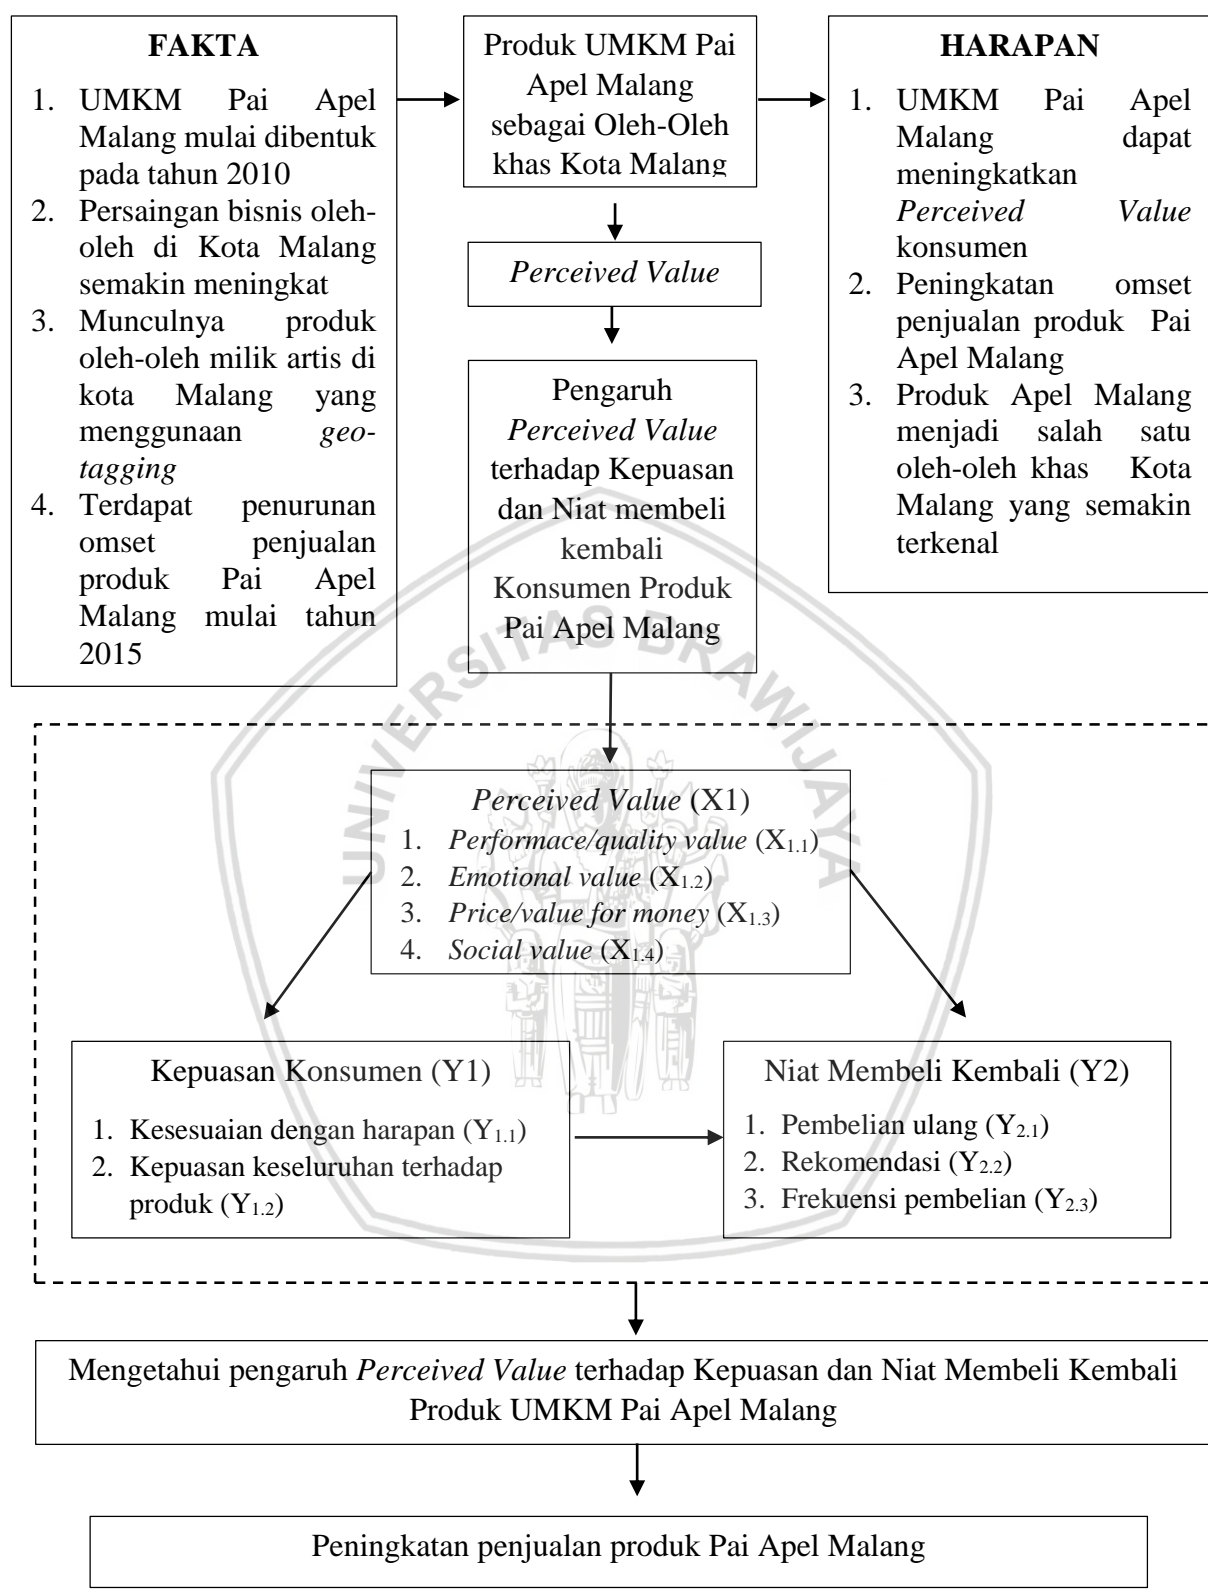 FAKTA
1. UMKM Pai Apel
Malang mulai dibentuk
pada tahun 2010
2. Persaingan bisnis oleh-
oleh di Kota Malang
semakin meningkat
3. Munculnya produk
oleh-oleh milik artis di
kota Malang yang
menggunaan geo-
tagging
4. Terdapat penurunan
omset penjualan
produk Pai Apel
Malang mulai tahun
2015
Produk UMKM Pai
Apel Malang
sebagai Oleh-Oleh
khas Kota Malang
HARAPAN
1. UMKM Pai Apel
Malang dapat
meningkatkan
Perceived Value
konsumen
2. Peningkatan omset
penjualan produk Pai
Apel Malang
3. Produk Apel Malang
menjadi salah satu
oleh-oleh khas Kota
Malang yang semakin
terkenal
Perceived Value
Pengaruh
Perceived Value
terhadap Kepuasan
dan Niat membeli
kembali
Konsumen Produk
Pai Apel Malang
UNIVERSITAS BRAWIJAYA
Perceived Value (X1)
1. Performace/quality value (X1.1)
2. Emotional value (X1.2)
3. Price/value for money (X1.3)
4. Social value (X1.4)
Kepuasan Konsumen (Y1)
1. Kesesuaian dengan harapan (Y1.1)
2. Kepuasan keseluruhan terhadap
produk (Y1.2)
Niat Membeli Kembali (Y2)
1. Pembelian ulang (Y2.1)
2. Rekomendasi (Y2.2)
3. Frekuensi pembelian (Y2.3)
Mengetahui pengaruh Perceived Value terhadap Kepuasan dan Niat Membeli Kembali
Produk UMKM Pai Apel Malang
Peningkatan penjualan produk Pai Apel Malang